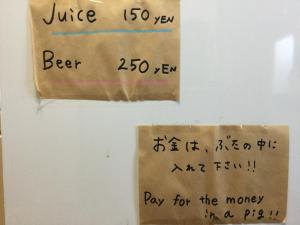 Juice 150 YEN
Beer 250 YEN
お金は、ぶたの中に
入れて下さい!!
Pay for the money
in a pig!!